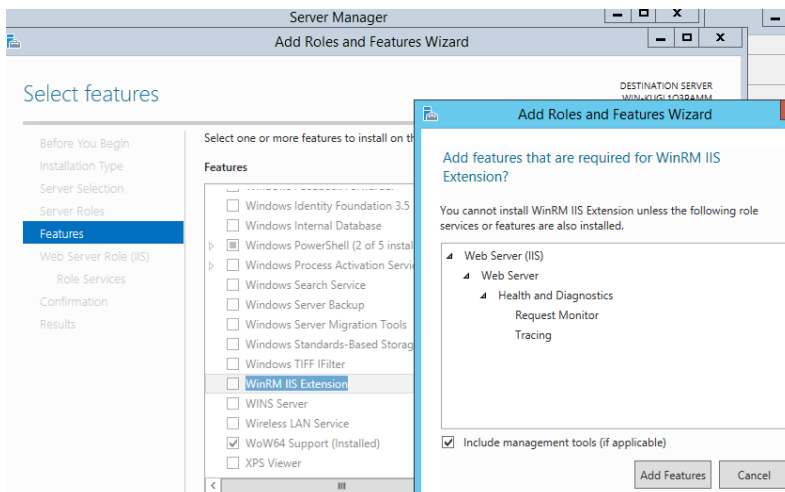 Server Manager
Add Roles and Features Wizard
Select features
DESTINATION SERVER
Before You Begin
Installation Type
Server Selection
Server Roles
Features
Web Server Role (IIS)
Role Services
Confirmation
Results
Select one or more features to install on
Features
Windows Identity Foundation 3.5
Windows Internal Database
Windows PowerShell (2 of 5 instal
Windows Process Activation Servi
Windows Search Service
Windows Server Backup
Windows Server Migration Tools
Windows Standards-Based Storag
Windows TIFF IFilter
WinRM IIS Extension
WINS Server
Wireless LAN Service
WoW64 Support (Installed)
XPS Viewer
Add Roles and Features Wizard
Add features that are required for WinRM IIS
Extension?
You cannot install WinRM IIS Extension unless the following role
services or features are also installed.
Web Server (IIS)
Web Server
Health and Diagnostics
Request Monitor
Tracing
Include management tools (if applicable)
Add Features
Cancel